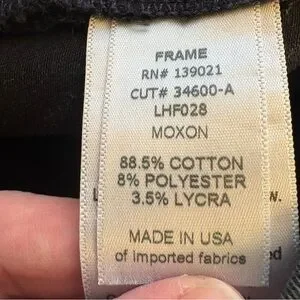 FRAME
RN# 139021
CUT# 34600-A
LHF028
MOXON
88.5% COTTON
8% POLYESTER
3.5% LYCRA
MADE IN USA
of imported fabrics